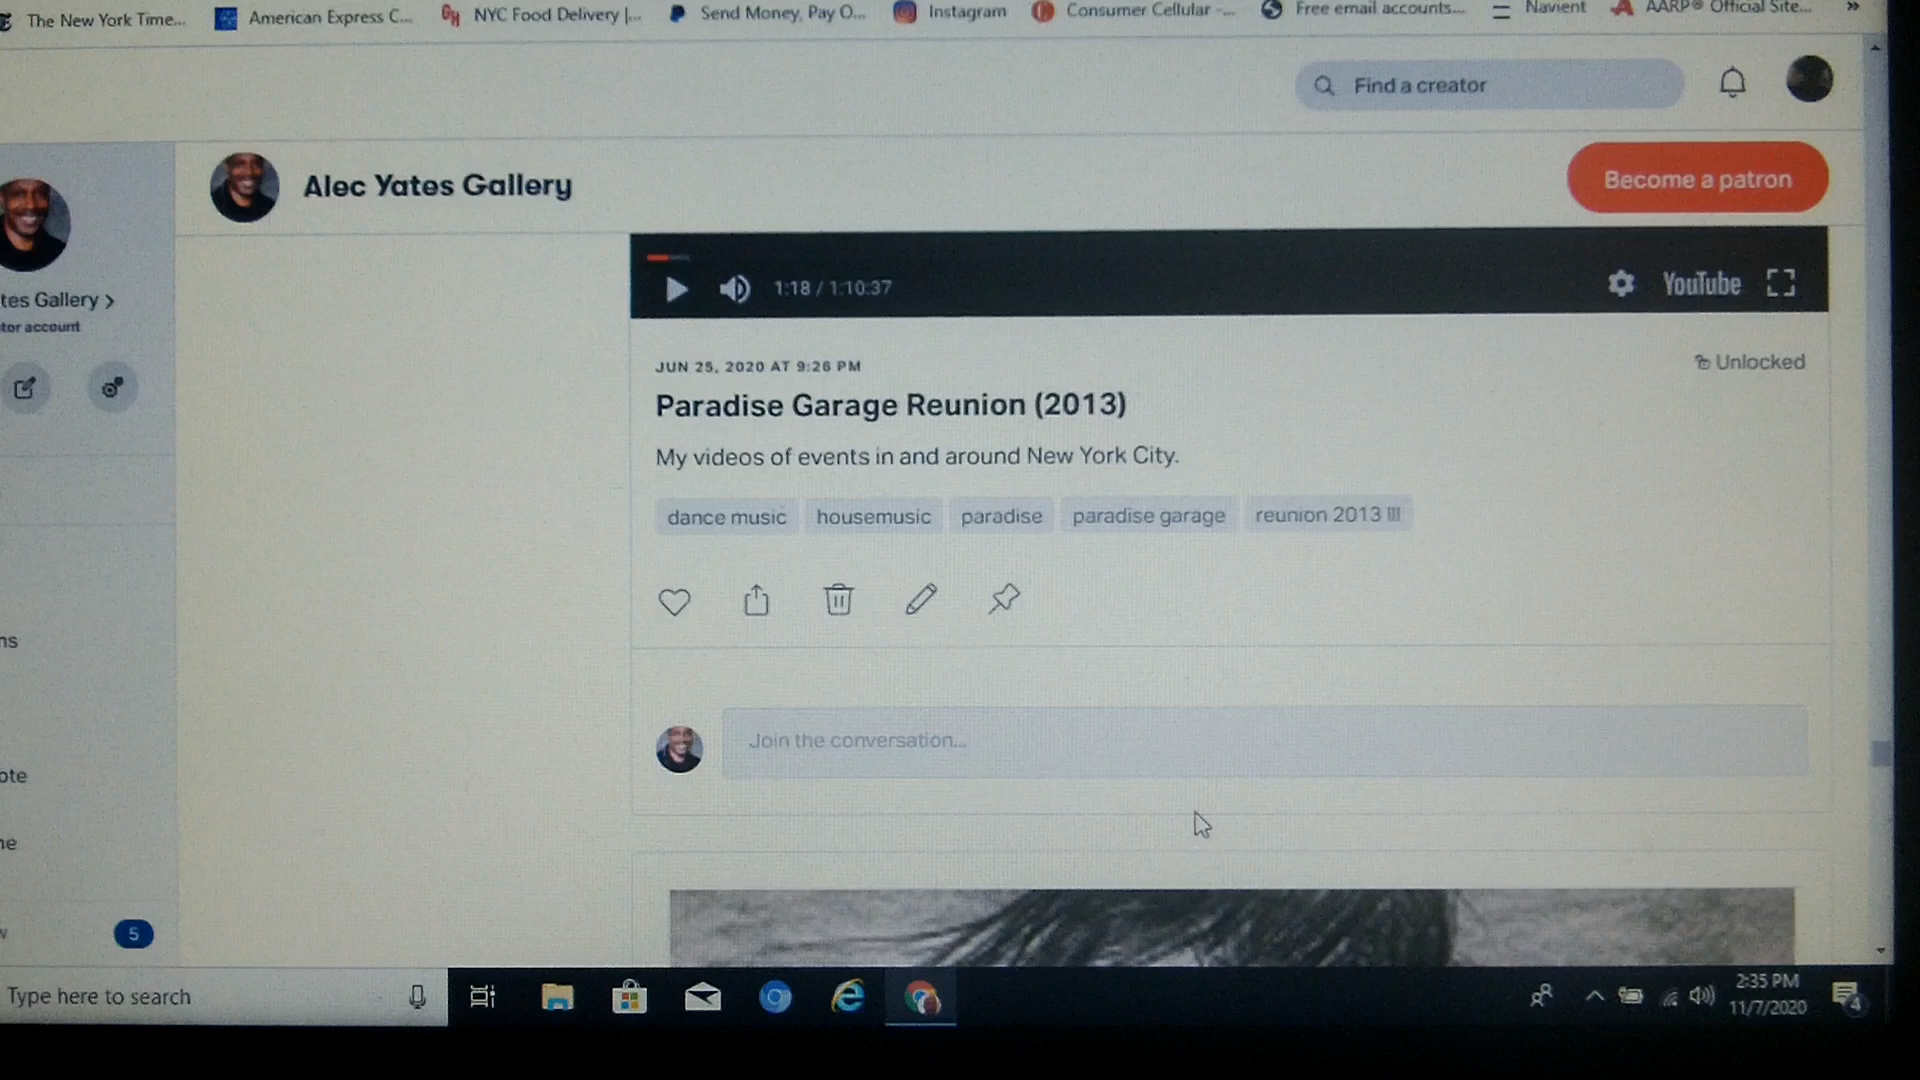 The New York Time...
American Express C...
NYC Food Delivery |...
Send Money, Pay O...
Instagram
Consumer Cellular -...
Free email accounts...
Navient
AARP® Official Site...
»
Find a creator
Alec Yates Gallery
Become a patron
tes Gallery >
tor account
1:18 / 1:10:37
YouTube
JUN 25, 2020 AT 9:26 PM
Unlocked
Paradise Garage Reunion (2013)
My videos of events in and around New York City.
dance music
housemusic
paradise
paradise garage
reunion 2013 III
ns
Join the conversation...
ote
ne
5
Type here to search
2:35 PM
11/7/2020
4